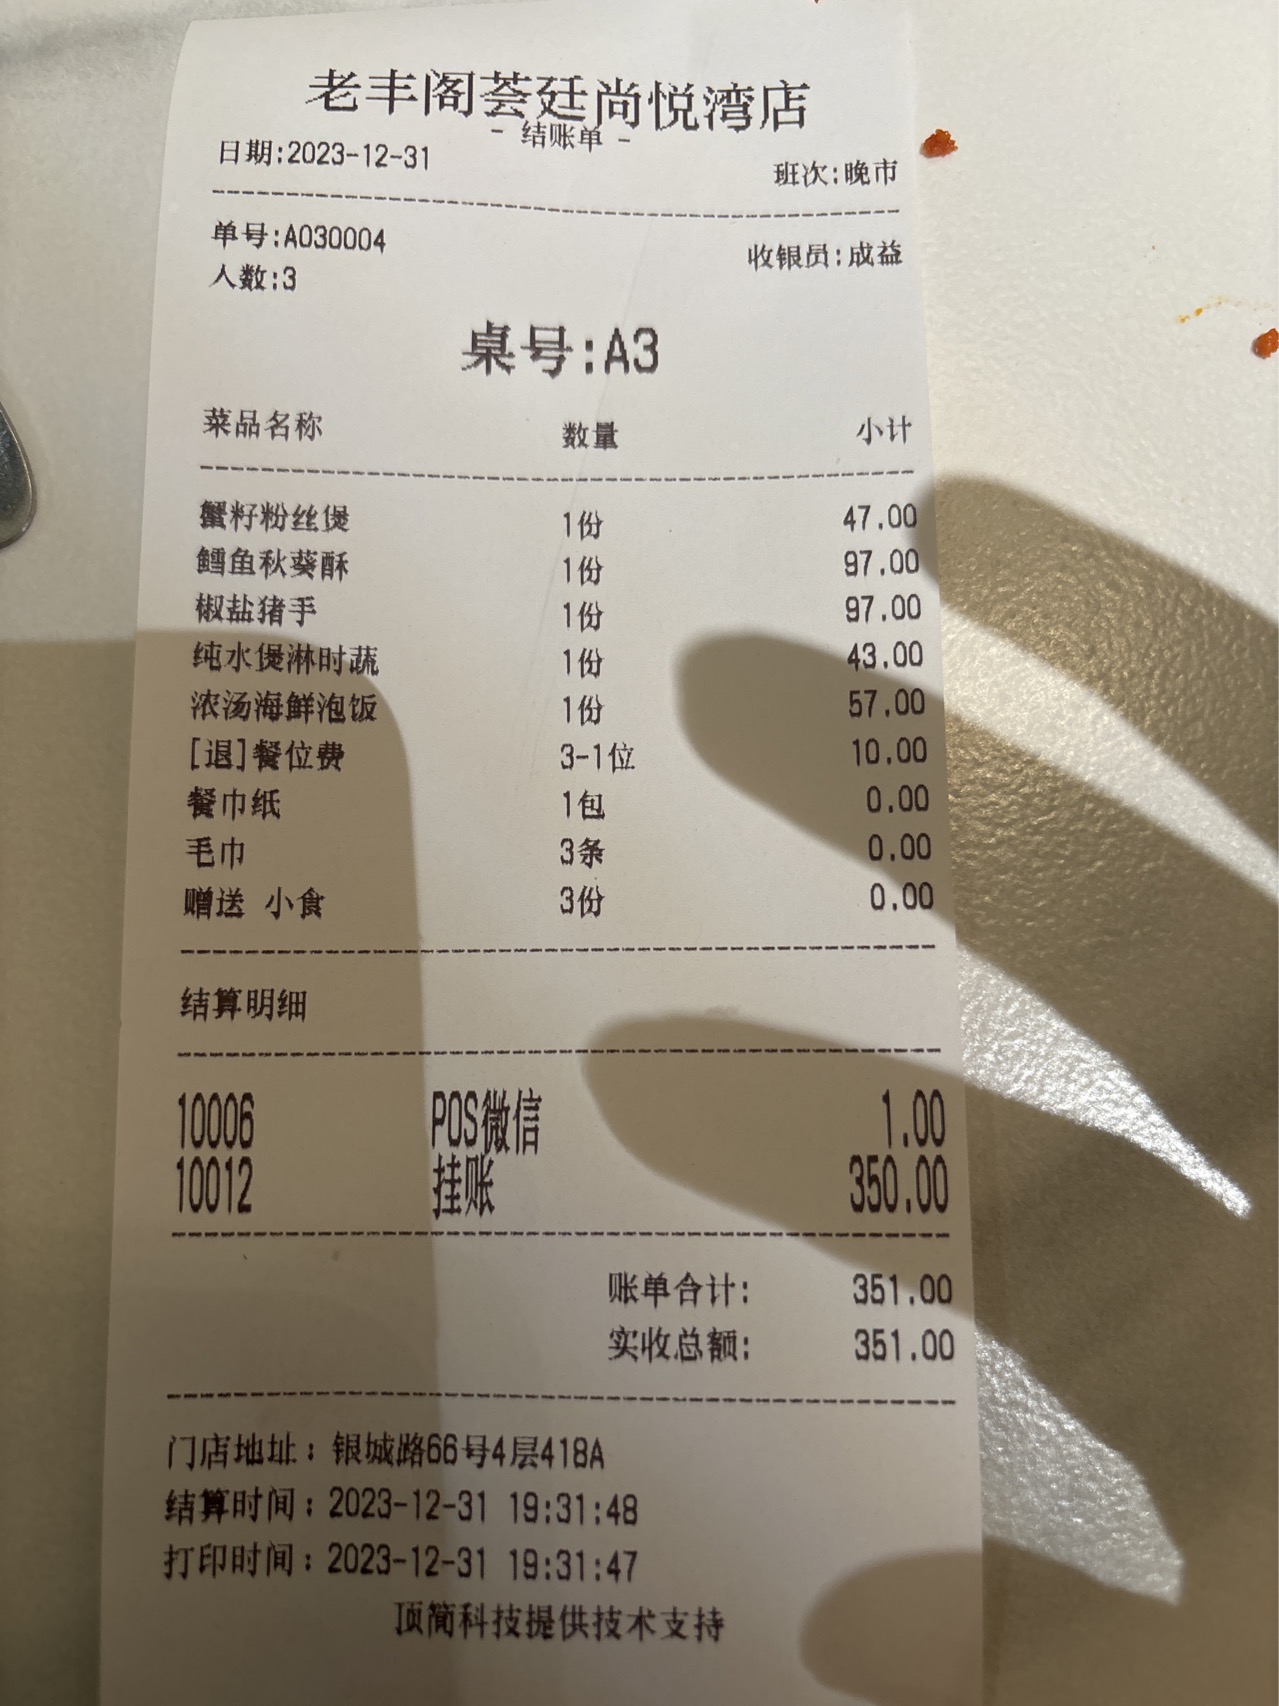 老丰阁荟廷尚悦湾店
- 结账单 -
日期:2023-12-31 班次:晚市
单号:A030004 收银员:成益
人数:3
桌号:A3
菜品名称 数量 小计
蟹籽粉丝煲 1份 47.00
鳕鱼秋葵酥 1份 97.00
椒盐猪手 1份 97.00
纯水煲淋时蔬 1份 43.00
浓汤海鲜泡饭 1份 57.00
[退]餐位费 3-1位 10.00
餐巾纸 1包 0.00
毛巾 3条 0.00
赠送 小食 3份 0.00
结算明细
10006 POS微信 1.00
10012 挂账 350.00
账单合计: 351.00
实收总额: 351.00
门店地址：银城路66号4层418A
结算时间：2023-12-31 19:31:48
打印时间：2023-12-31 19:31:47
顶简科技提供技术支持